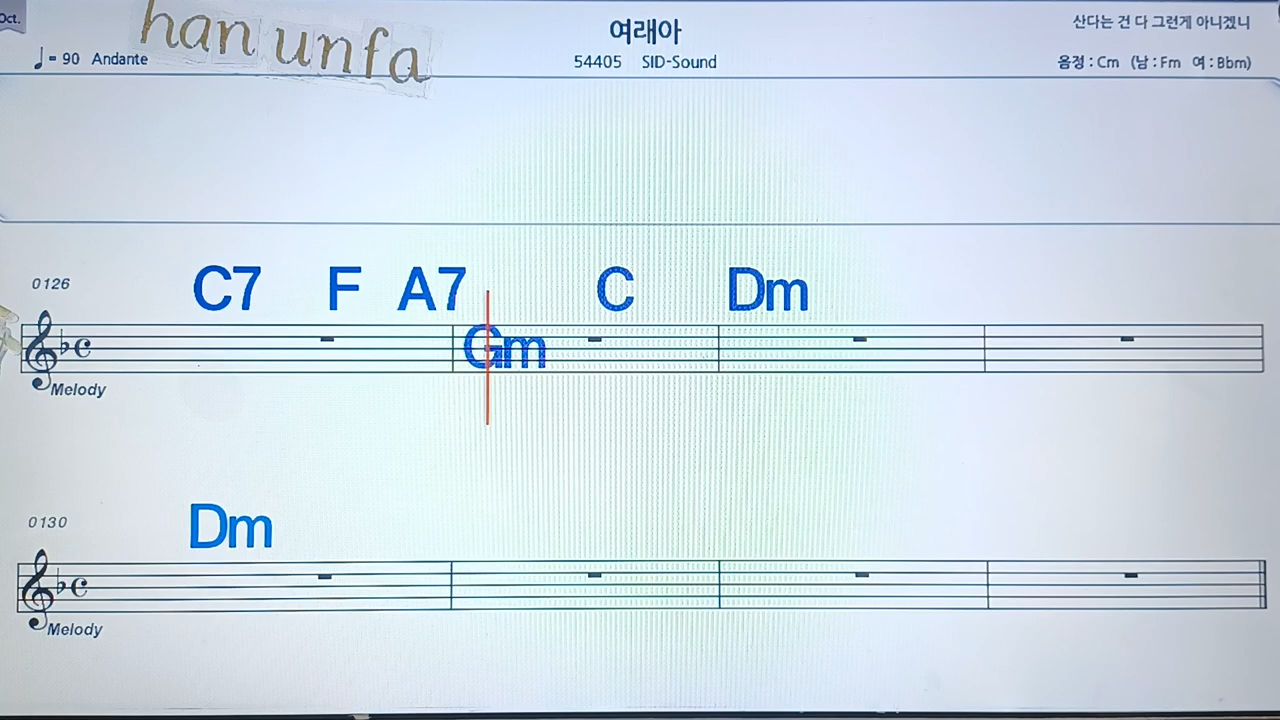 Oct.
han unfa
여래아
산다는 건 다 그런게 아니겠니
♩= 90 Andante
54405 SID-Sound
음정 : Cm (남 : Fm 여 : Bbm)
0126
C7 F A7 Gm C Dm
Melody
0130
Dm
Melody